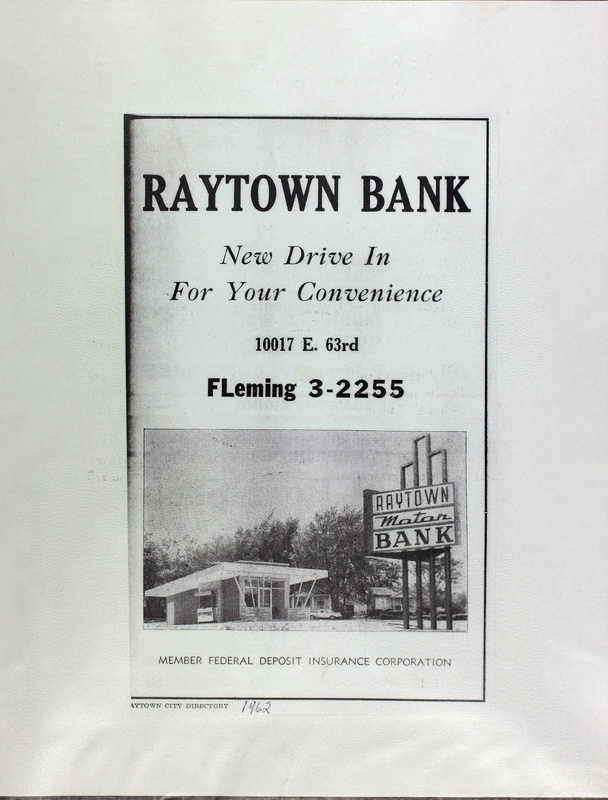 RAYTOWN BANK
New Drive In
For Your Convenience
10017 E. 63rd
FLeming 3-2255
RAYTOWN
Motor
BANK
MEMBER FEDERAL DEPOSIT INSURANCE CORPORATION
AYTOWN CITY DIRECTORY 1962